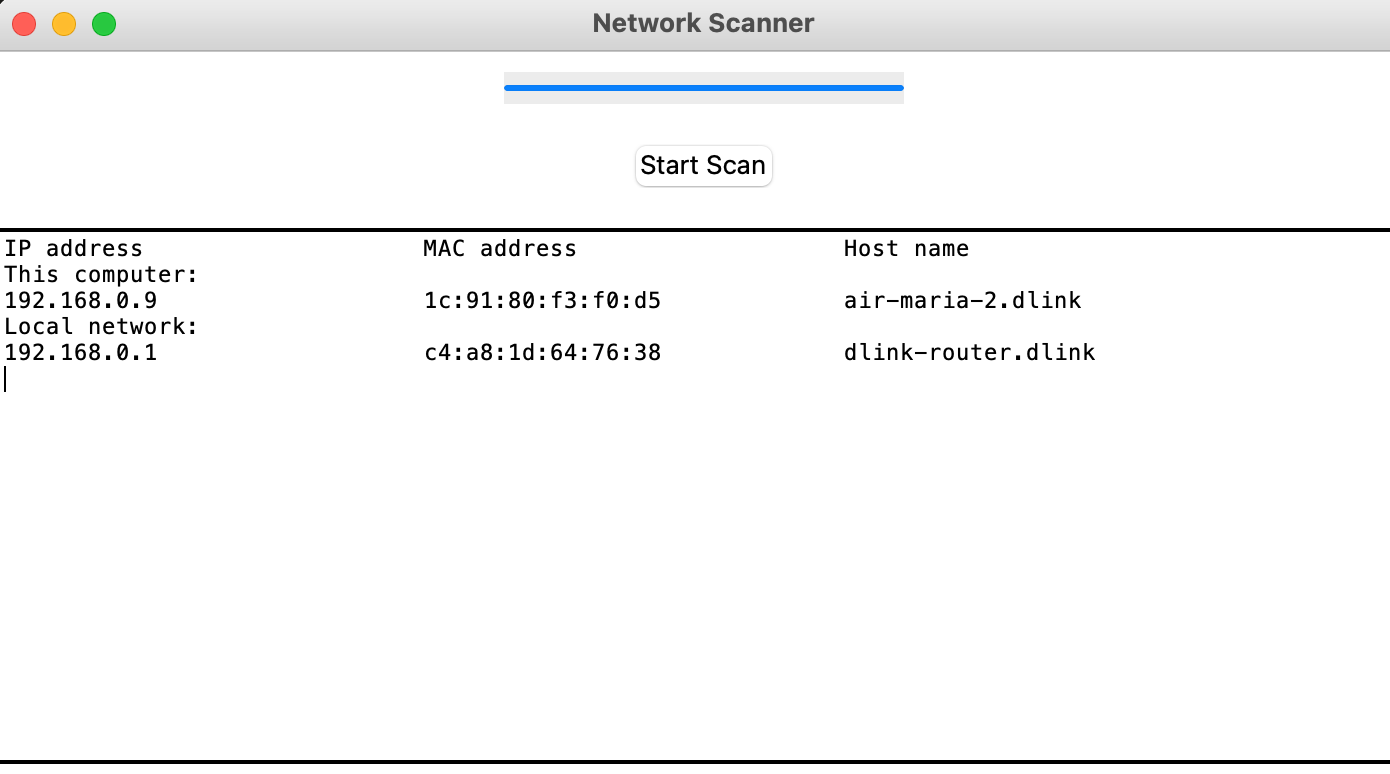 Network Scanner
Start Scan
IP address MAC address Host name
This computer:
192.168.0.9 1c:91:80:f3:f0:d5 air-maria-2.dlink
Local network:
192.168.0.1 c4:a8:1d:64:76:38 dlink-router.dlink